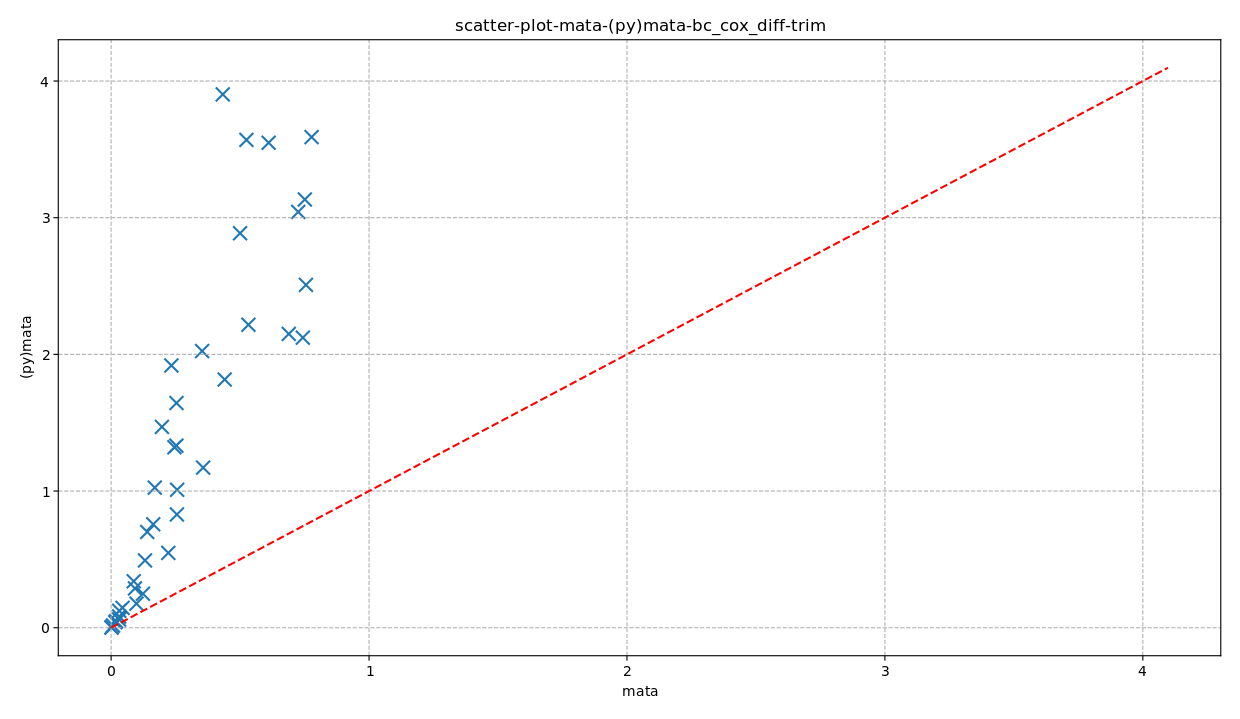 scatter-plot-mata-(py)mata-bc_cox_diff-trim
4
3
2
1
0
(py)mata
0 1 2 3 4
mata